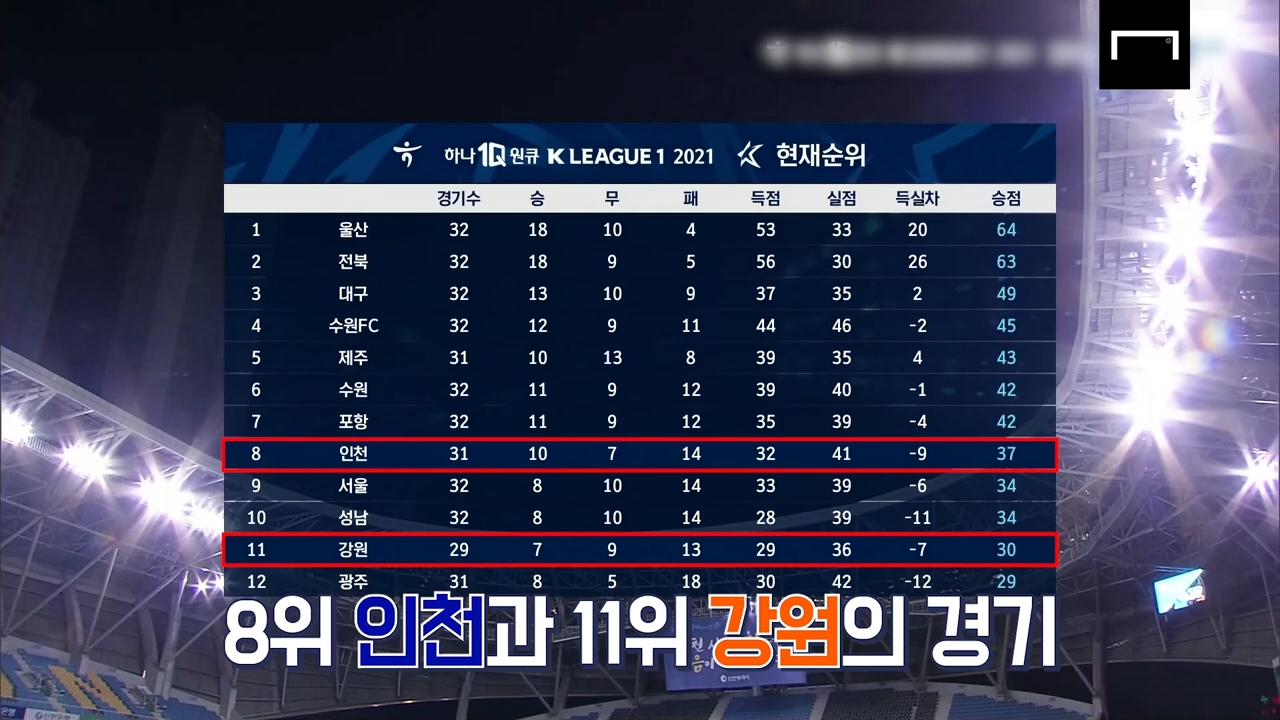 하나 1Q 원큐 K LEAGUE 1 2021 현재순위
경기수 승 무 패 득점 실점 득실차 승점
1 울산 32 18 10 4 53 33 20 64
2 전북 32 18 9 5 56 30 26 63
3 대구 32 13 10 9 37 35 2 49
4 수원FC 32 12 9 11 44 46 -2 45
5 제주 31 10 13 8 39 35 4 43
6 수원 32 11 9 12 39 40 -1 42
7 포항 32 11 9 12 35 39 -4 42
8 인천 31 10 7 14 32 41 -9 37
9 서울 32 8 10 14 33 39 -6 34
10 성남 32 8 10 14 28 39 -11 34
11 강원 29 7 9 13 29 36 -7 30
12 광주 31 8 5 18 30 42 -12 29
8위 인천과 11위 강원의 경기